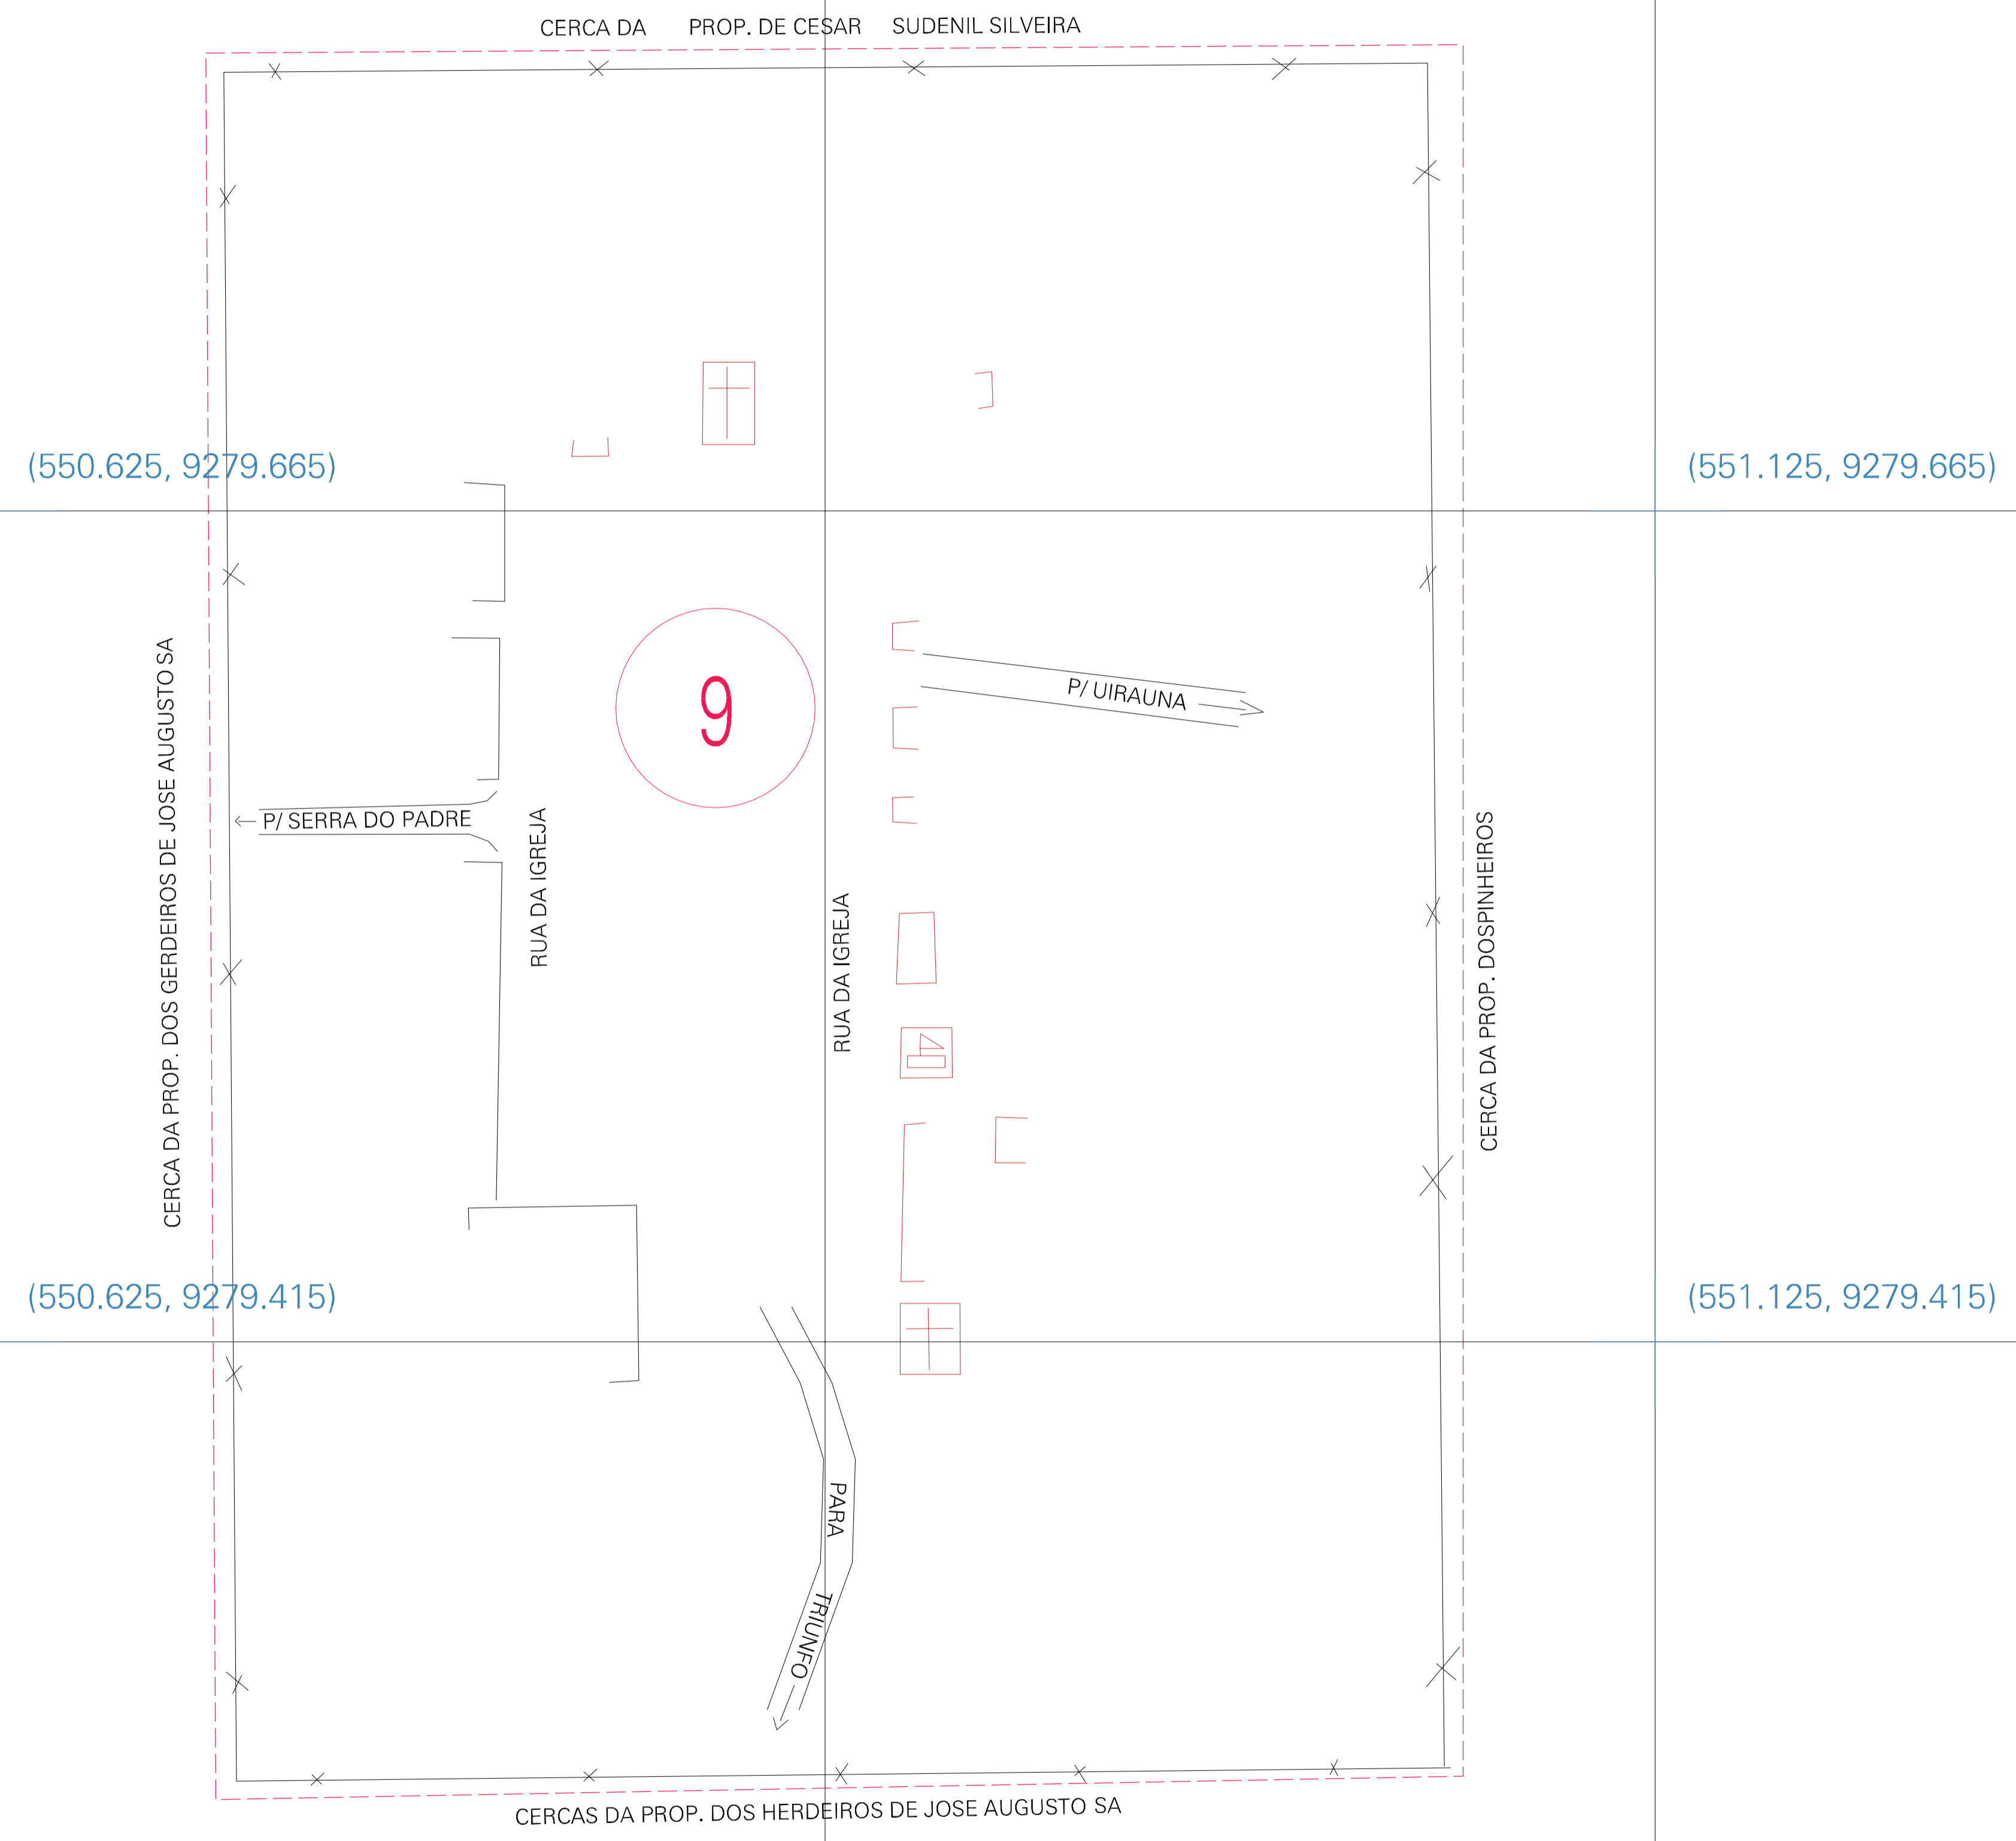 CERCA DA PROP. DE CESAR SUDENIL SILVEIRA
(550.625, 9279.665)
(551.125, 9279.665)
9
P/ UIRAUNA
P/ SERRA DO PADRE
CERCA DA PROP. DOS GERDEIROS DE JOSE AUGUSTO SA
RUA DA IGREJA
RUA DA IGREJA
CERCA DA PROP. DOSPINHEIROS
(550.625, 9279.415)
(551.125, 9279.415)
PARA
TRIUNFO
CERCAS DA PROP. DOS HERDEIROS DE JOSE AUGUSTO SA